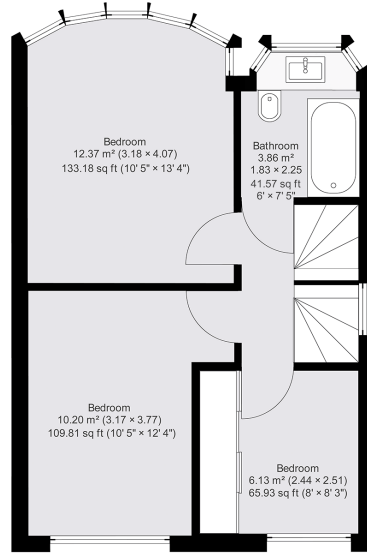 Bedroom
12.37 m² (3.18 × 4.07)
133.18 sq ft (10' 5" × 13' 4")
Bathroom
3.86 m²
1.83 × 2.25
41.57 sq ft
6' × 7' 5"
Bedroom
10.20 m² (3.17 × 3.77)
109.81 sq ft (10' 5" × 12' 4")
Bedroom
6.13 m² (2.44 × 2.51)
65.93 sq ft (8' × 8' 3")